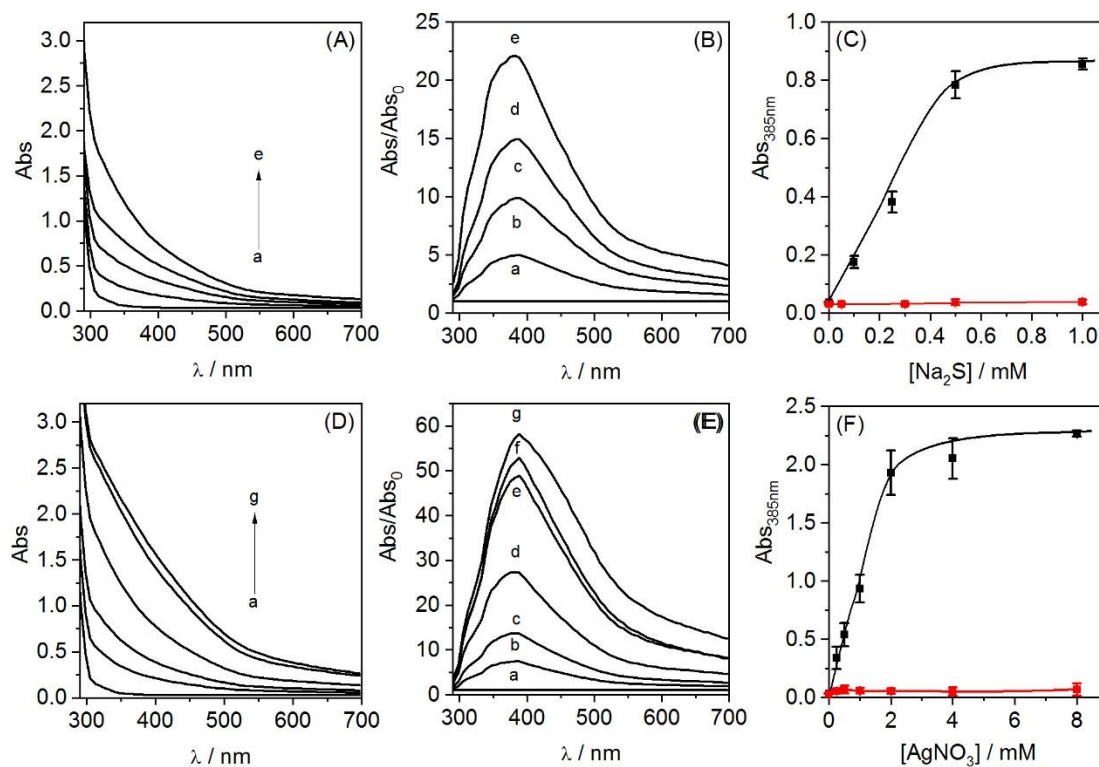 (A)
3.0
2.5
2.0
1.5
1.0
0.5
0.0
Abs
e
a
300 400 500 600 700
λ / nm
(B)
25
20
15
10
5
0
Abs/Abs₀
e
d
c
b
a
300 400 500 600 700
λ / nm
(C)
1.0
0.8
0.6
0.4
0.2
0.0
Abs₃₈₅nm
0.0 0.2 0.4 0.6 0.8 1.0
[Na₂S] / mM
(D)
3.0
2.5
2.0
1.5
1.0
0.5
0.0
Abs
g
a
300 400 500 600 700
λ / nm
(E)
60
50
40
30
20
10
0
Abs/Abs₀
g
f
e
d
c
b
a
300 400 500 600 700
λ / nm
(F)
2.5
2.0
1.5
1.0
0.5
0.0
Abs₃₈₅nm
0 2 4 6 8
[AgNO₃] / mM